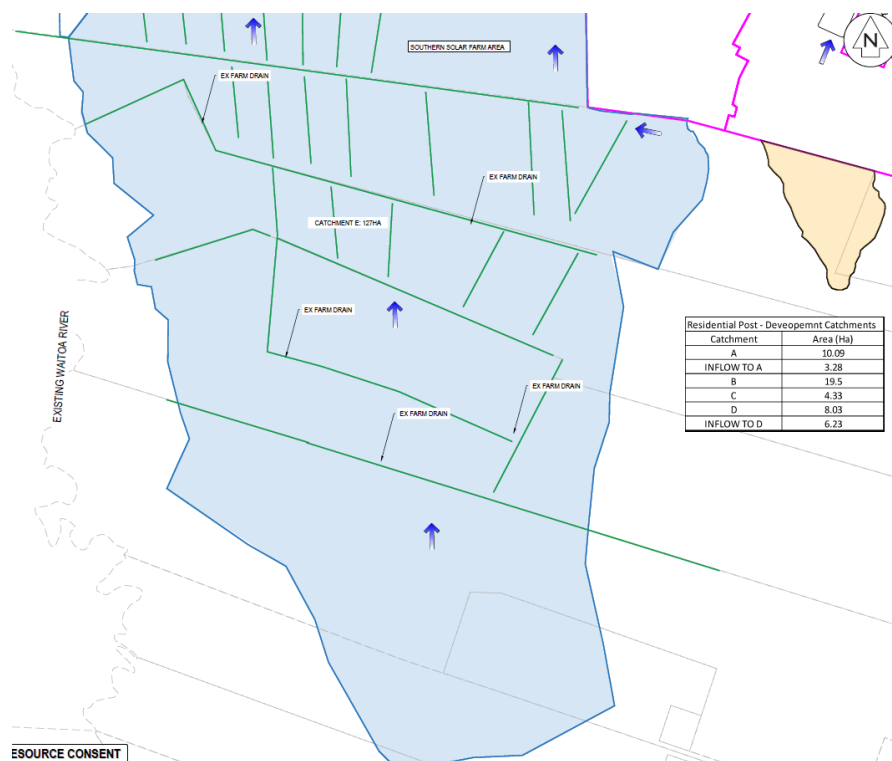 SOUTHERN SOLAR FARM AREA
N
EX FARM DRAIN
EX FARM DRAIN
CATCHMENT E: 127HA
EX FARM DRAIN
EXISTING WAITOA RIVER
EX FARM DRAIN
EX FARM DRAIN
Residential Post - Deveopemnt Catchments
Catchment Area (Ha)
A 10.09
INFLOW TO A 3.28
B 19.5
C 4.33
D 8.03
INFLOW TO D 6.23
ESOURCE CONSENT